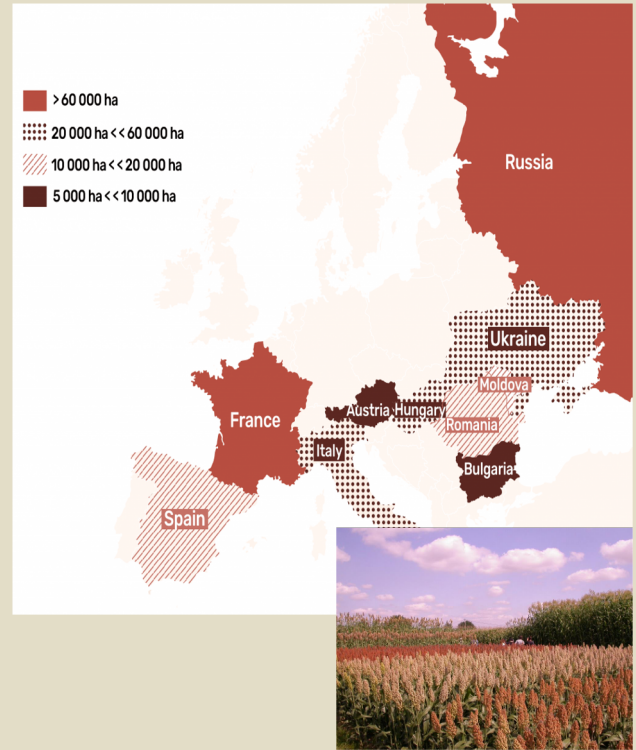 >60 000 ha
20 000 ha<<60 000 ha
10 000 ha<<20 000 ha
5 000 ha<<10 000 ha
Russia
Ukraine
Moldova
Austria
Hungary
France
Romania
Italy
Bulgaria
Spain